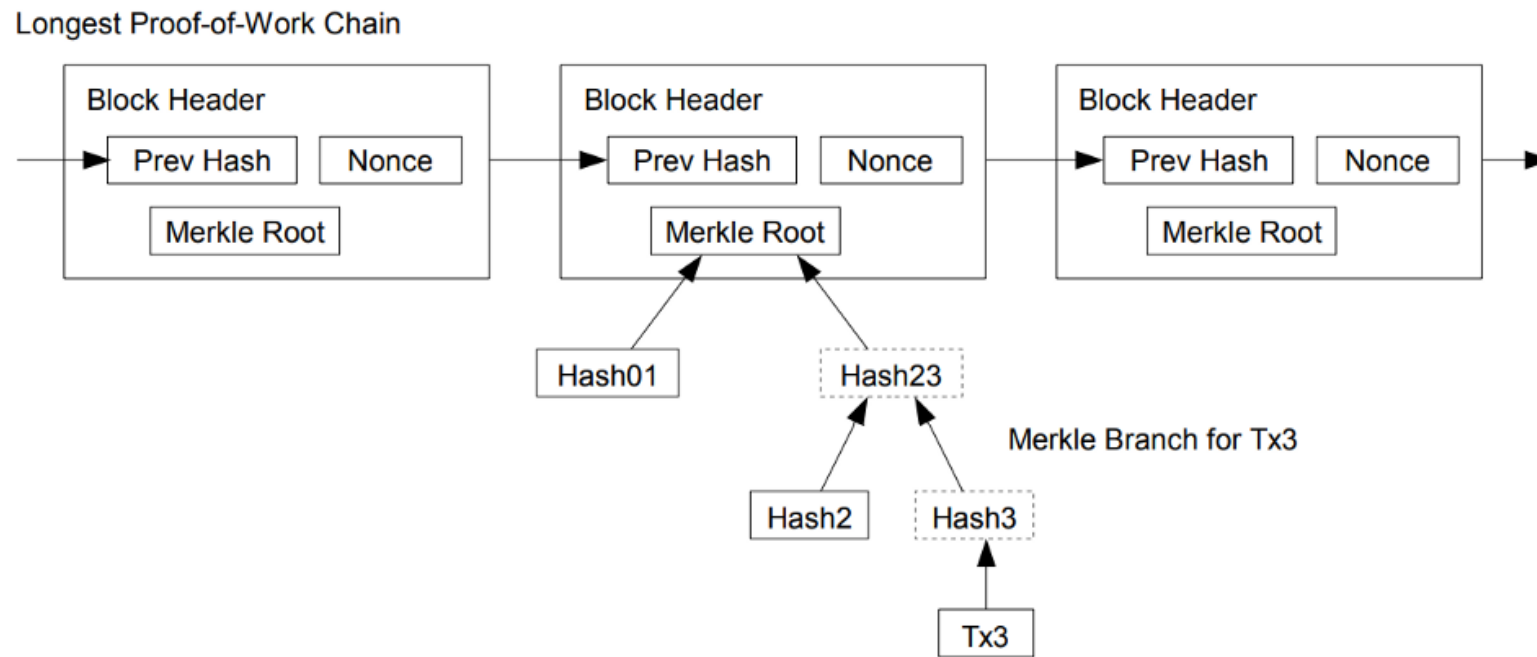 Longest Proof-of-Work Chain
Block Header
Prev Hash
Nonce
Merkle Root
Block Header
Prev Hash
Nonce
Merkle Root
Block Header
Prev Hash
Nonce
Merkle Root
Hash01
Hash23
Merkle Branch for Tx3
Hash2
Hash3
Tx3